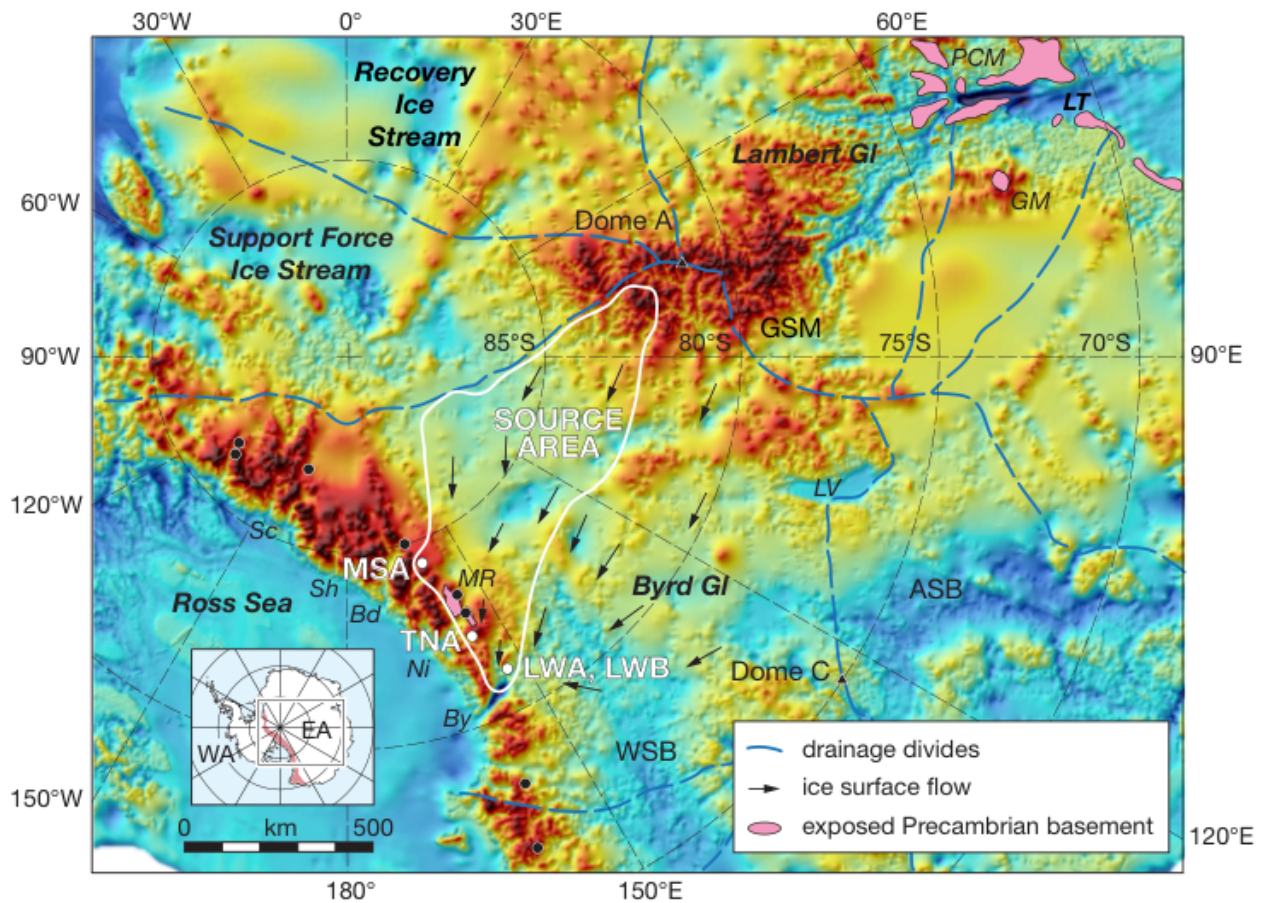 30°W 0° 30°E 60°E
Recovery
Ice
Stream
PCM
LT
Lambert Gl
60°W
GM
Dome A
Support Force
Ice Stream
85°S 80°S GSM 75°S 70°S
90°W
90°E
SOURCE
AREA
LV
120°W
Sc
MSA
MR
Sh
Byrd Gl
ASB
Ross Sea
Bd
TNA
Ni
LWA, LWB
Dome C
By
WSB
WA
EA
drainage divides
ice surface flow
exposed Precambrian basement
150°W
0 km 500
120°E
180° 150°E